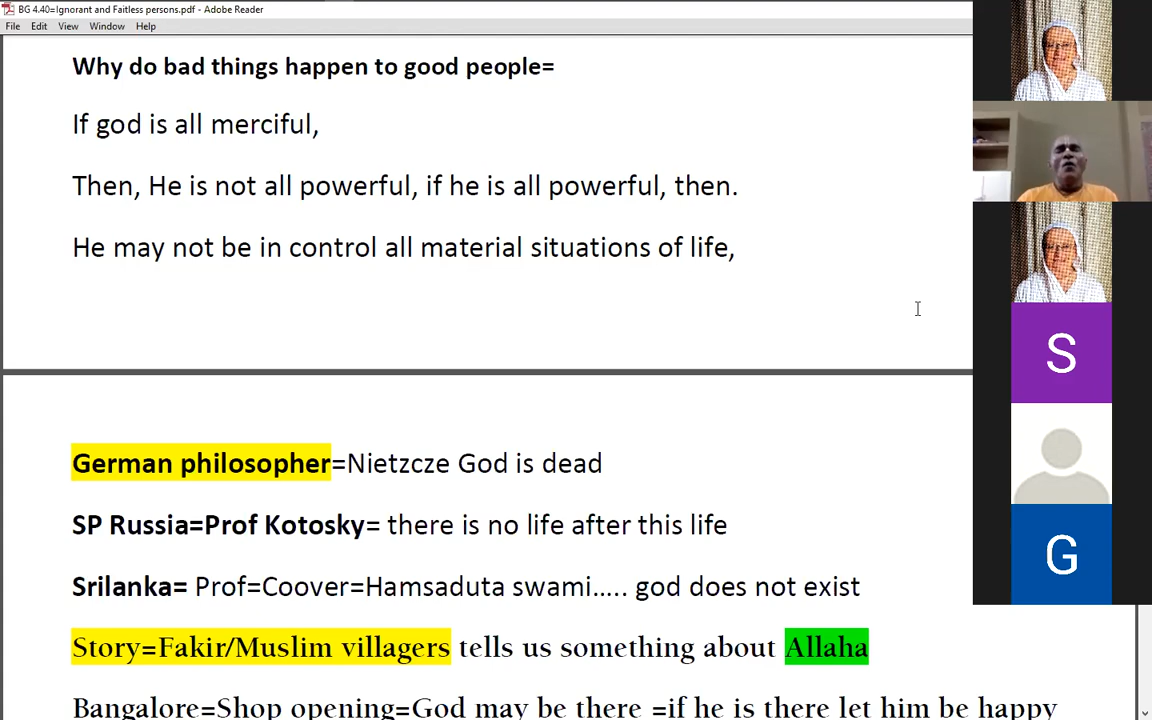 BG 4.40=Ignorant and Faitless persons.pdf - Adobe Reader
File Edit View Window Help
Why do bad things happen to good people=
If god is all merciful,
Then, He is not all powerful, if he is all powerful, then.
He may not be in control all material situations of life,
German philosopher=Nietzcze God is dead
SP Russia=Prof Kotosky= there is no life after this life
Srilanka= Prof=Coover=Hamsaduta swami..... god does not exist
Story=Fakir/Muslim villagers tells us something about Allaha
Bangalore=Shop opening=God may be there =if he is there let him be happy
S
G